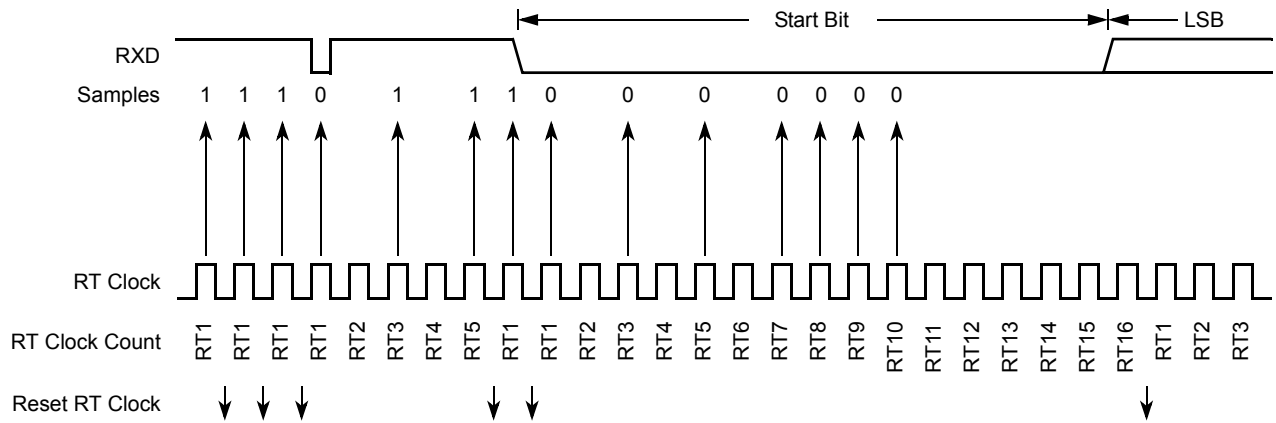 Start Bit LSB
RXD
Samples 1 1 1 0 1 1 1 0 0 0 0 0 0 0
RT Clock
RT Clock Count RT1 RT1 RT1 RT1 RT2 RT3 RT4 RT5 RT1 RT1 RT2 RT3 RT4 RT5 RT6 RT7 RT8 RT9 RT10 RT11 RT12 RT13 RT14 RT15 RT16 RT1 RT2 RT3
Reset RT Clock